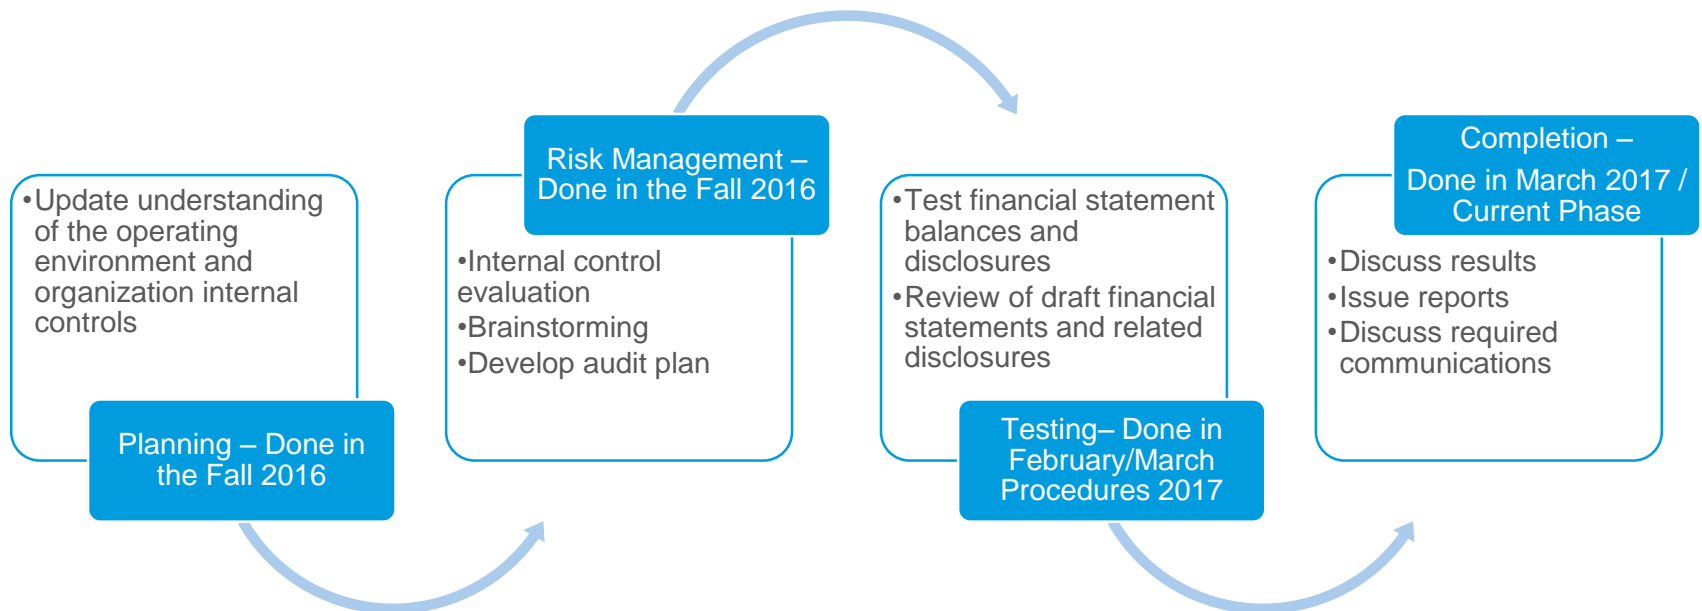 •Update understanding
of the operating
environment and
organization internal
controls
Planning – Done in
the Fall 2016
Risk Management –
Done in the Fall 2016
•Internal control
evaluation
•Brainstorming
•Develop audit plan
•Test financial statement
balances and
disclosures
•Review of draft financial
statements and related
disclosures
Testing– Done in
February/March
Procedures 2017
Completion –
Done in March 2017 /
Current Phase
•Discuss results
•Issue reports
•Discuss required
communications